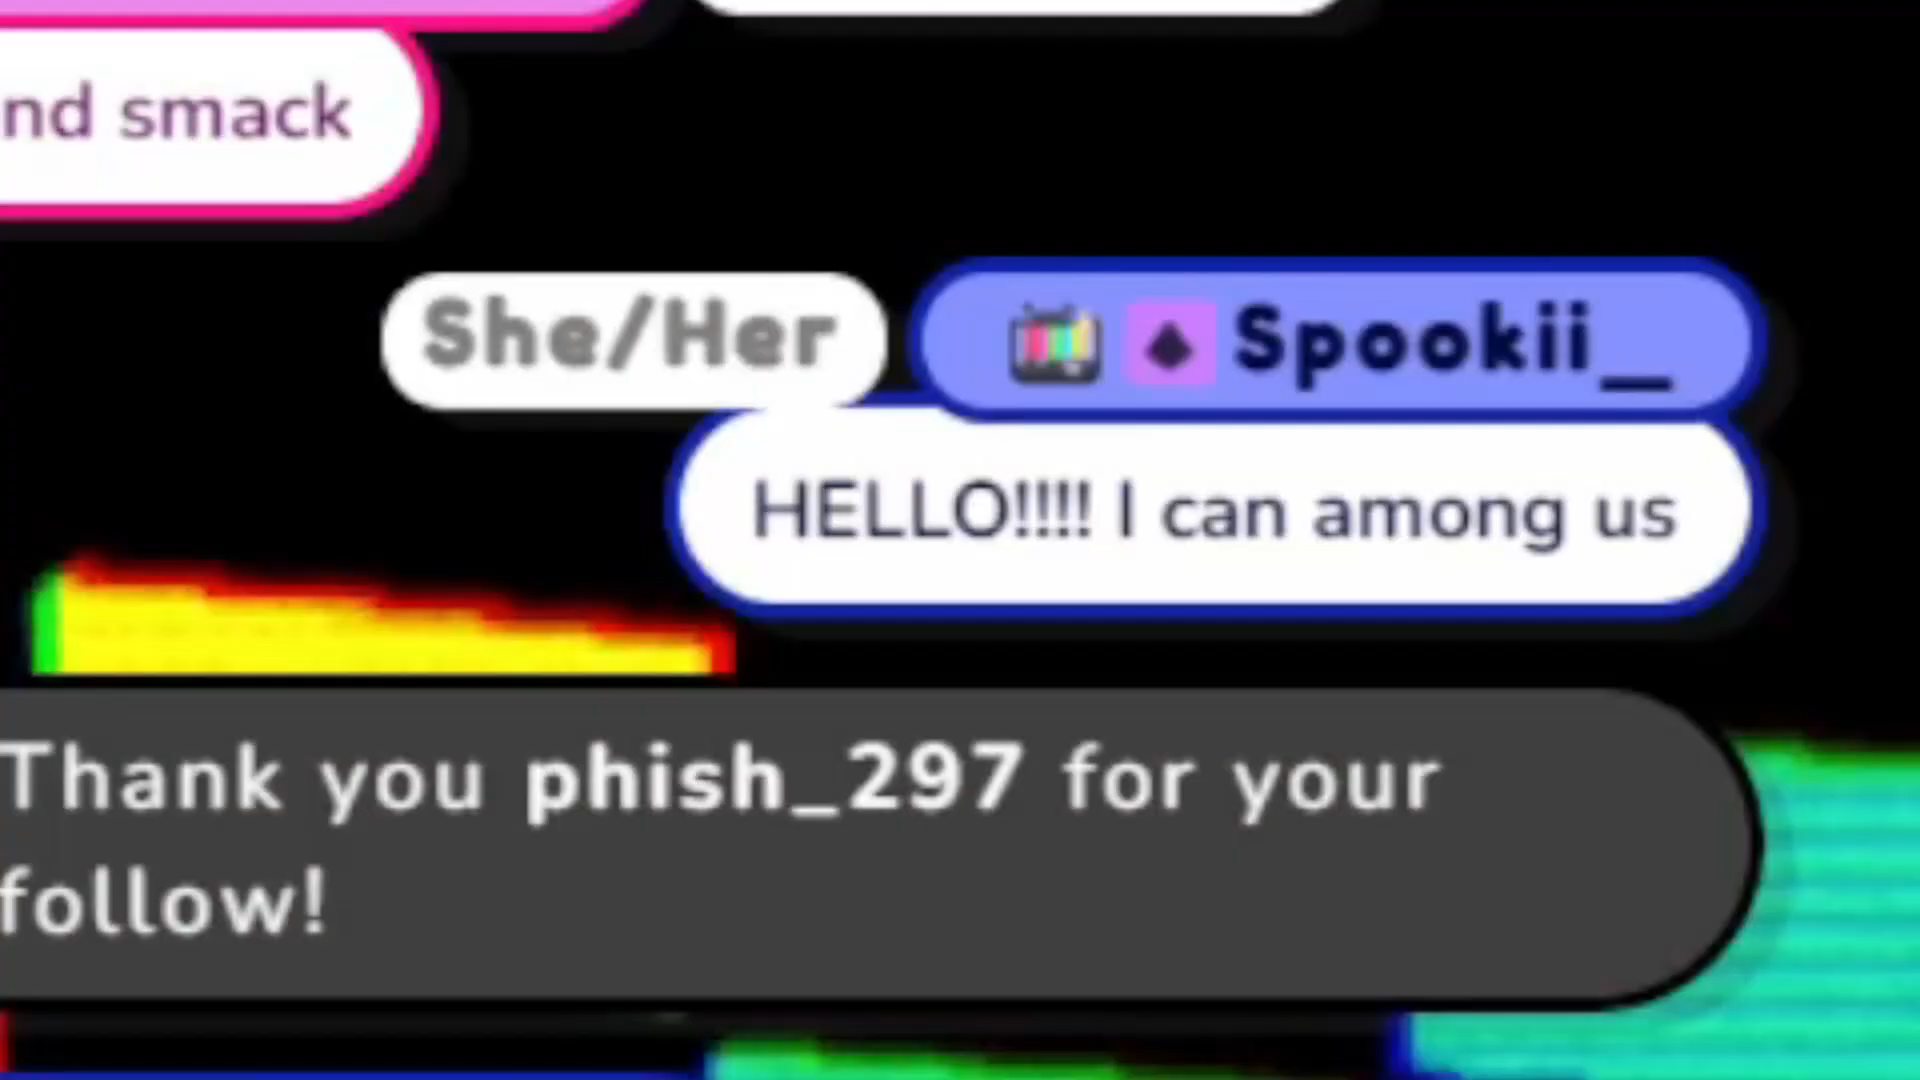 nd smack
She/Her Spookii_
HELLO!!!! I can among us
Thank you phish_297 for your
follow!